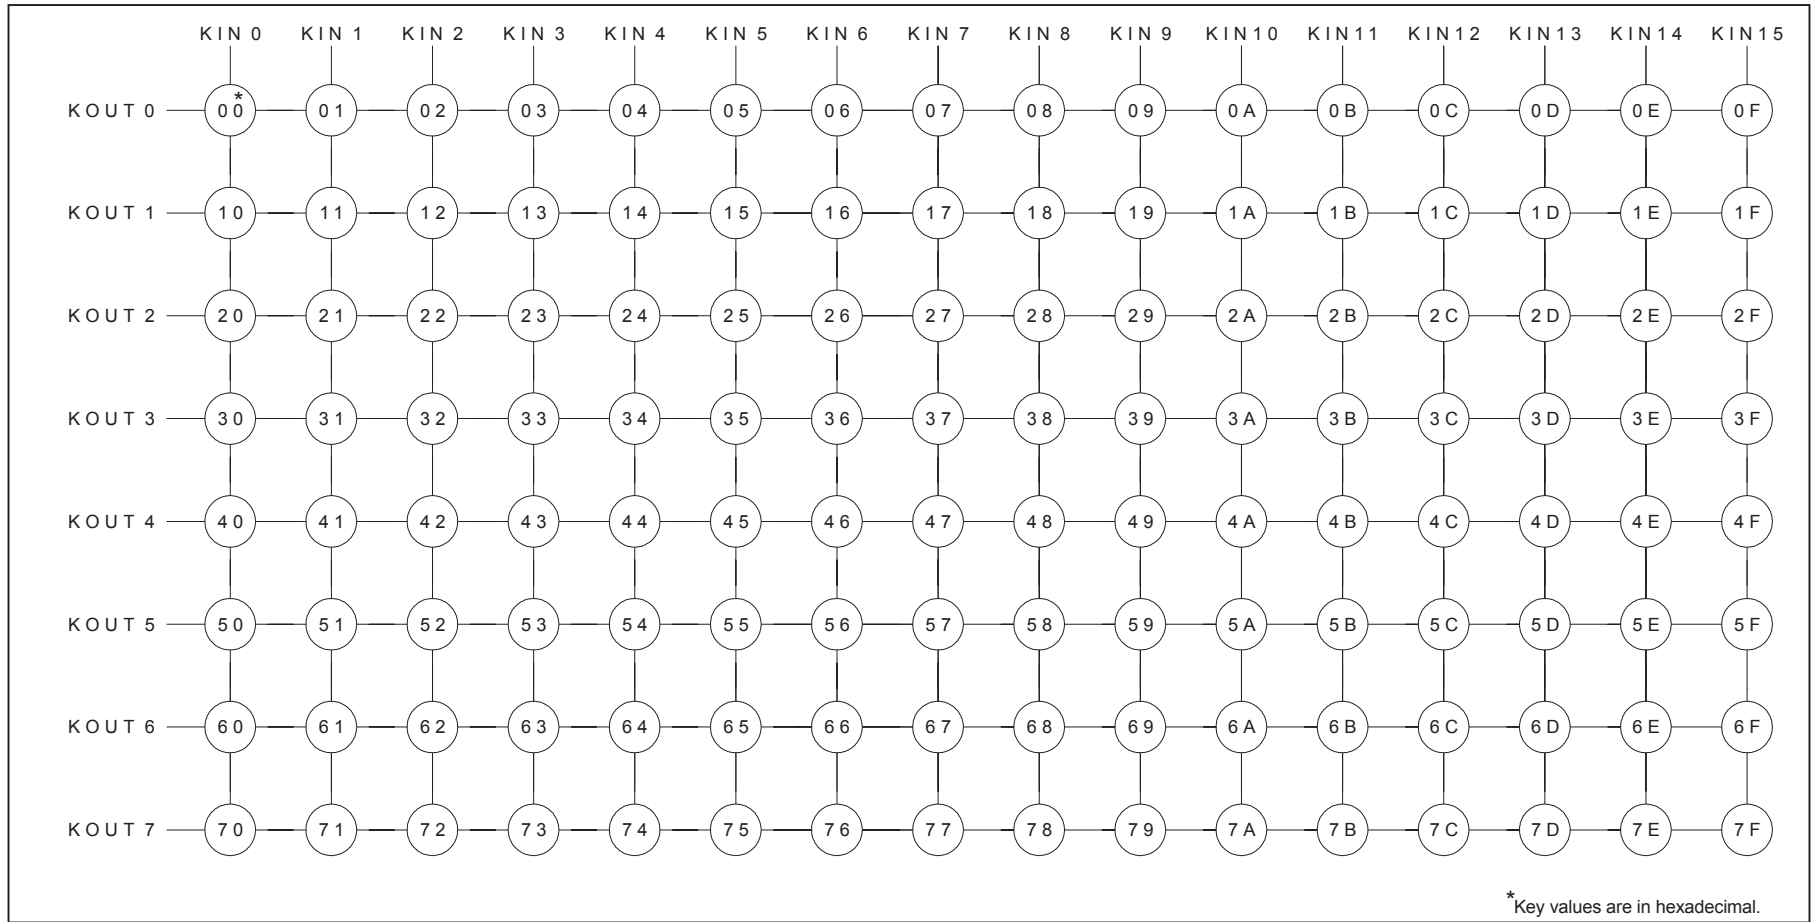 KIN 0 KIN 1 KIN 2 KIN 3 KIN 4 KIN 5 KIN 6 KIN 7 KIN 8 KIN 9 KIN10 KIN11 KIN12 KIN13 KIN14 KIN15
KOUT 0 00* 01 02 03 04 05 06 07 08 09 0A 0B 0C 0D 0E 0F
KOUT 1 10 11 12 13 14 15 16 17 18 19 1A 1B 1C 1D 1E 1F
KOUT 2 20 21 22 23 24 25 26 27 28 29 2A 2B 2C 2D 2E 2F
KOUT 3 30 31 32 33 34 35 36 37 38 39 3A 3B 3C 3D 3E 3F
KOUT 4 40 41 42 43 44 45 46 47 48 49 4A 4B 4C 4D 4E 4F
KOUT 5 50 51 52 53 54 55 56 57 58 59 5A 5B 5C 5D 5E 5F
KOUT 6 60 61 62 63 64 65 66 67 68 69 6A 6B 6C 6D 6E 6F
KOUT 7 70 71 72 73 74 75 76 77 78 79 7A 7B 7C 7D 7E 7F
*Key values are in hexadecimal.